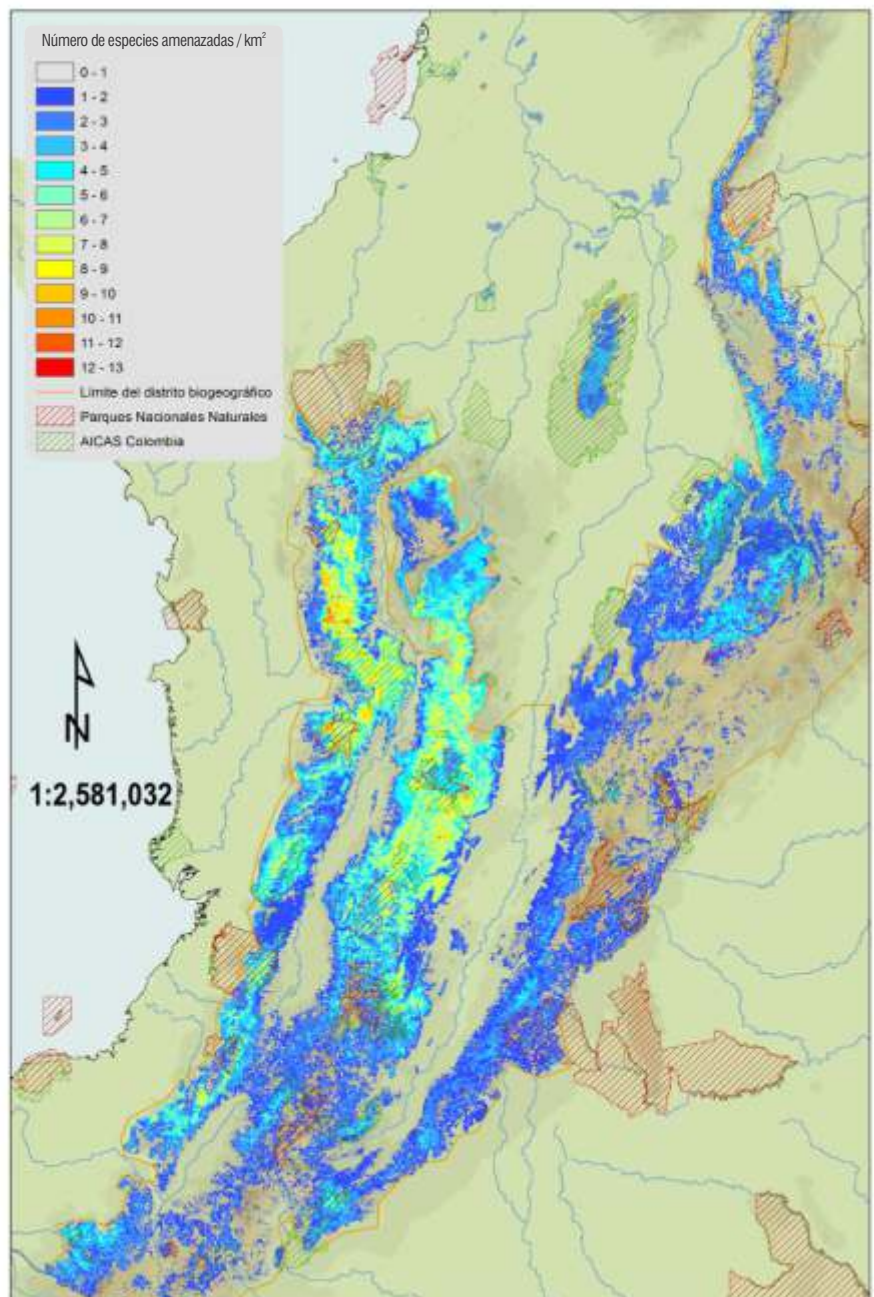 Número de especies amenazadas / km²
0 - 1
1 - 2
2 - 3
3 - 4
4 - 5
5 - 6
6 - 7
7 - 8
8 - 9
9 - 10
10 - 11
11 - 12
12 - 13
Límite del distrito biogeográfico
Parques Nacionales Naturales
AICAS Colombia
N
1:2,581,032